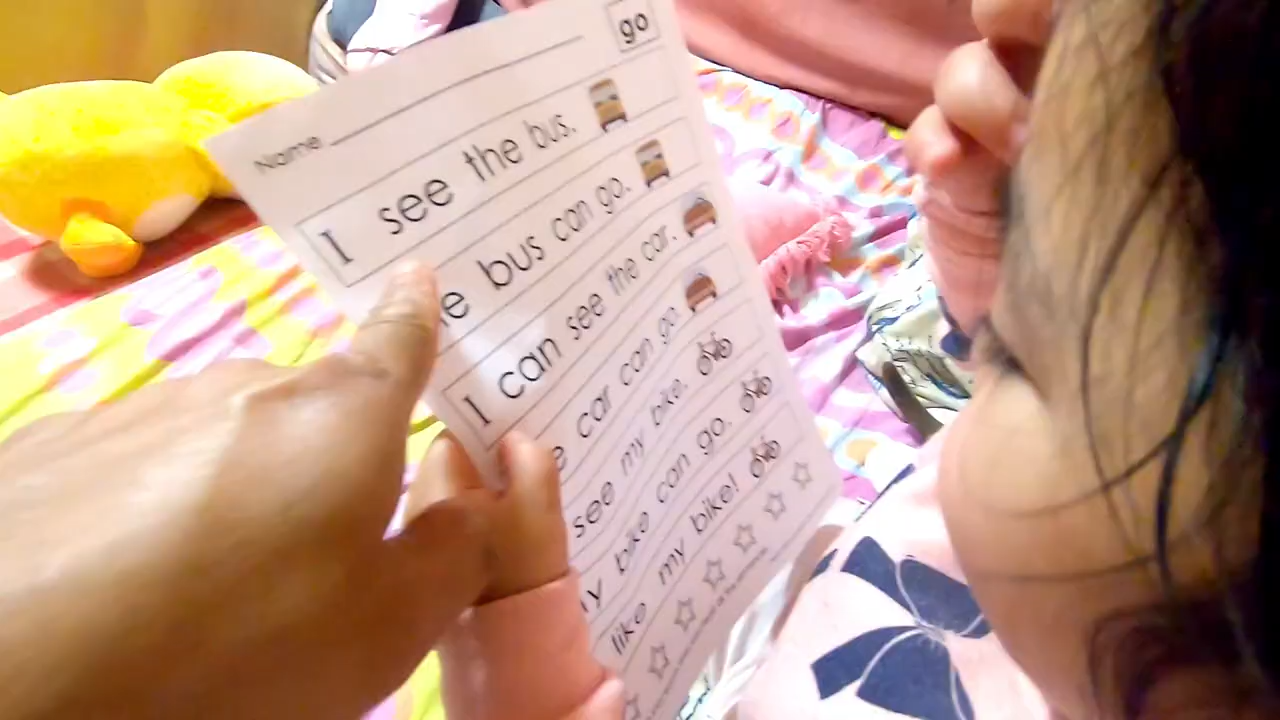 go
Name
I see the bus.
bus can go.
I can see the car.
car can go.
see my bike.
bike can go.
like my bike!